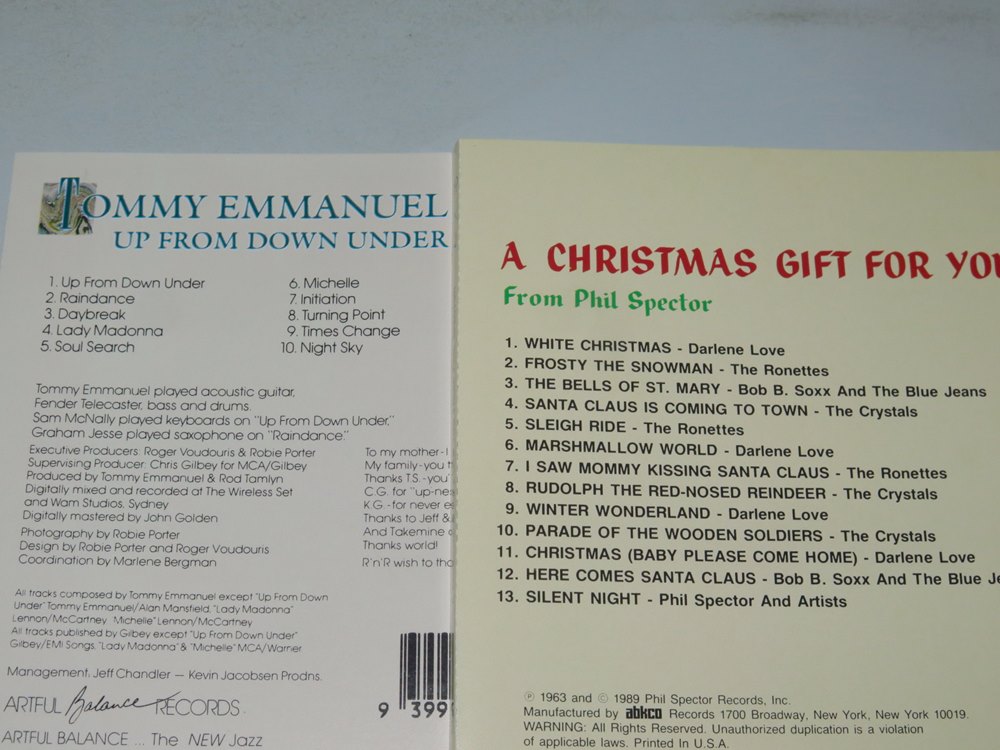 TOMMY EMMANUEL
UP FROM DOWN UNDER
1. Up From Down Under
2. Raindance
3. Daybreak
4. Lady Madonna
5. Soul Search
6. Michelle
7. Initiation
8. Turning Point
9. Times Change
10. Night Sky
Tommy Emmanuel played acoustic guitar,
Fender Telecaster, bass and drums.
Sam McNally played keyboards on "Up From Down Under."
Graham Jesse played saxophone on "Raindance."
Executive Producers: Roger Voudouris & Robie Porter
Supervising Producer: Chris Gilbey for MCA/Gilbey
Produced by Tommy Emmanuel & Rod Tamlyn
Digitally mixed and recorded at The Wireless Set
and Wam Studios, Sydney
Digitally mastered by John Golden
Photography by Robie Porter
Design by Robie Porter and Roger Voudouris
Coordination by Marlene Bergman
To my mother-I
My family-you
Thanks T.S.-you
C.G. for "up-
K.G.-for never
Thanks to Jeff &
And Takemine
Thanks world!
R'n'R wish to
All tracks composed by Tommy Emmanuel except "Up From Down
Under" Tommy Emmanuel/Alan Mansfield, "Lady Madonna"
Lennon/McCartney "Michelle" Lennon/McCartney
All tracks published by Gilbey except "Up From Down Under"
Gilbey/EMI Songs, "Lady Madonna" & "Michelle" MCA/Warner
Management, Jeff Chandler — Kevin Jacobsen Prodns.
ARTFUL Balance RECORDS
9 399
ARTFUL BALANCE ... The NEW Jazz
A CHRISTMAS GIFT FOR YOU
From Phil Spector
1. WHITE CHRISTMAS - Darlene Love
2. FROSTY THE SNOWMAN - The Ronettes
3. THE BELLS OF ST. MARY - Bob B. Soxx And The Blue Jeans
4. SANTA CLAUS IS COMING TO TOWN - The Crystals
5. SLEIGH RIDE - The Ronettes
6. MARSHMALLOW WORLD - Darlene Love
7. I SAW MOMMY KISSING SANTA CLAUS - The Ronettes
8. RUDOLPH THE RED-NOSED REINDEER - The Crystals
9. WINTER WONDERLAND - Darlene Love
10. PARADE OF THE WOODEN SOLDIERS - The Crystals
11. CHRISTMAS (BABY PLEASE COME HOME) - Darlene Love
12. HERE COMES SANTA CLAUS - Bob B. Soxx And The Blue Je
13. SILENT NIGHT - Phil Spector And Artists
℗ 1963 and © 1989 Phil Spector Records, Inc.
Manufactured by abkco Records 1700 Broadway, New York, New York 10019.
WARNING: All Rights Reserved. Unauthorized duplication is a violation
of applicable laws. Printed In U.S.A.